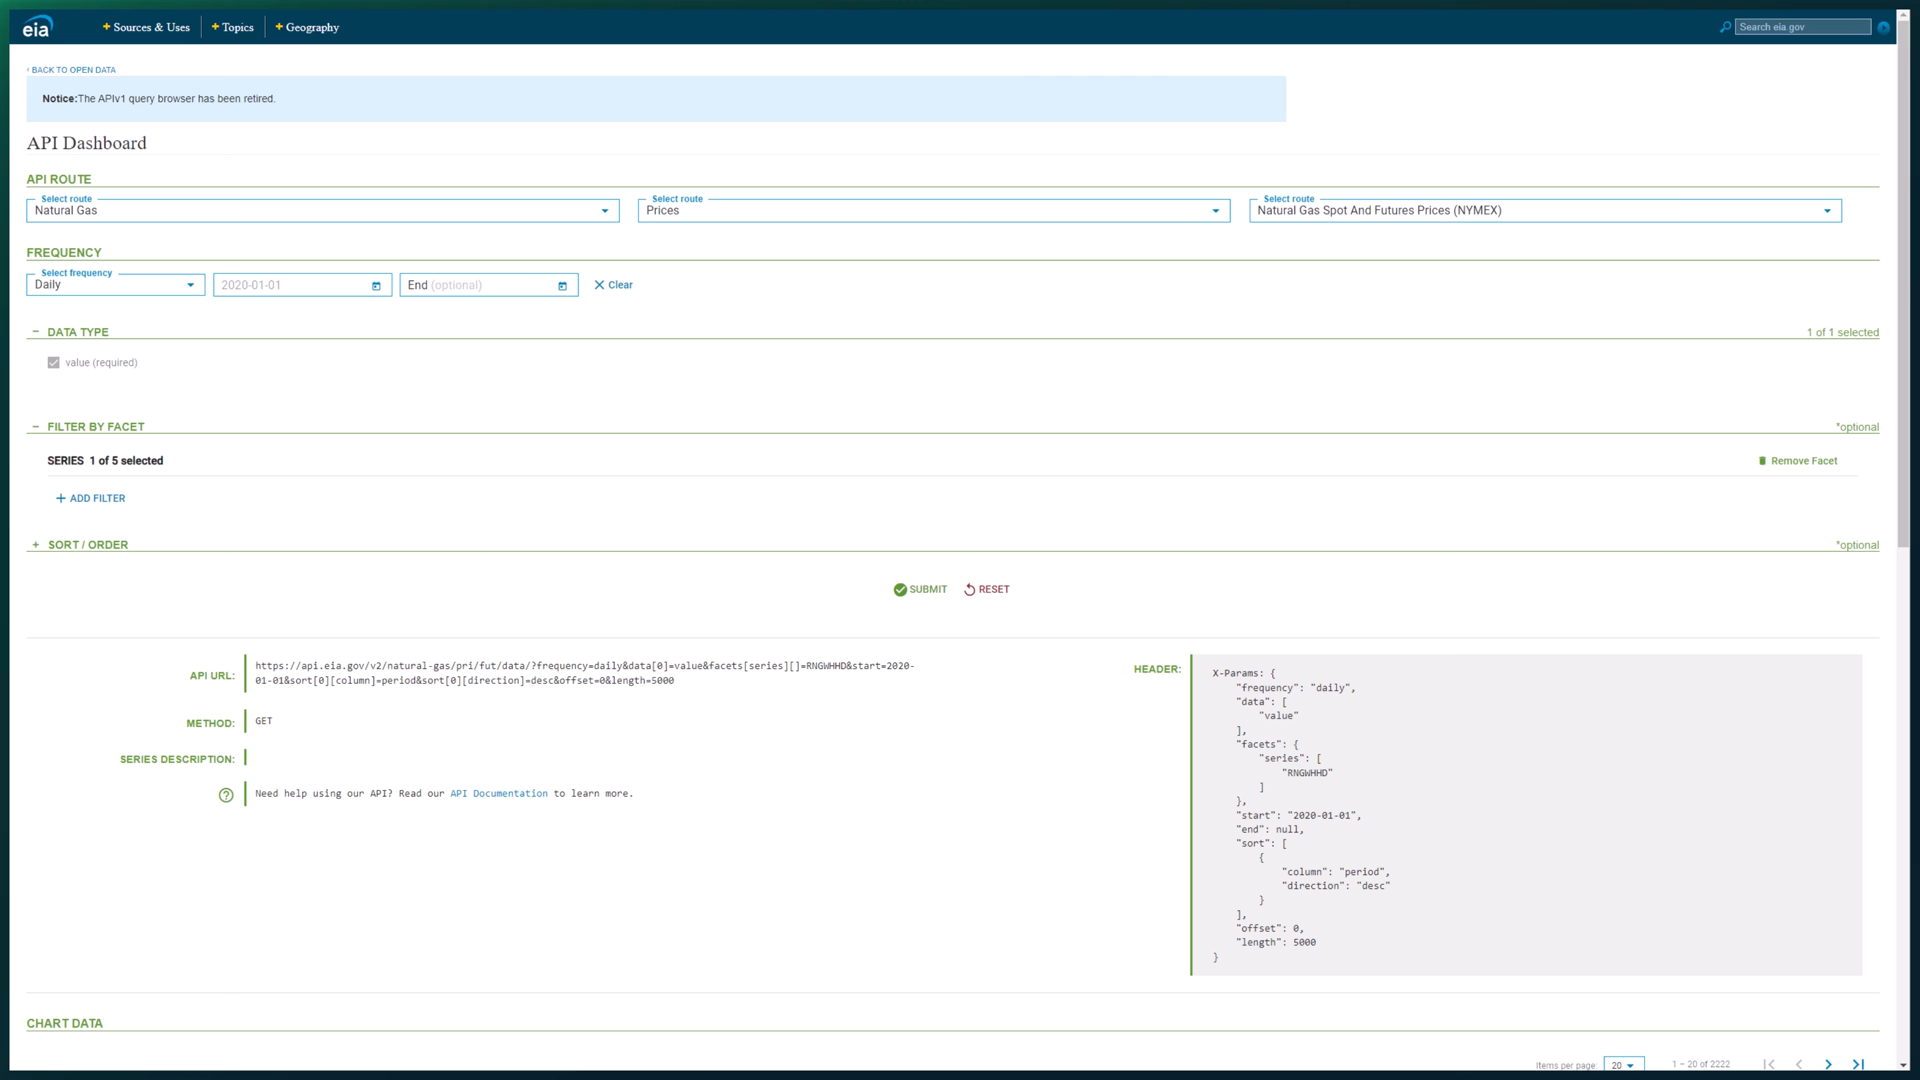 eia
+ Sources & Uses
+ Topics
+ Geography
Search eia.gov
‹ BACK TO OPEN DATA
Notice:The APIv1 query browser has been retired.
API Dashboard
API ROUTE
Select route
Natural Gas
Select route
Prices
Select route
Natural Gas Spot And Futures Prices (NYMEX)
FREQUENCY
Select frequency
Daily
2020-01-01
End (optional)
Clear
− DATA TYPE
1 of 1 selected
value (required)
− FILTER BY FACET
*optional
SERIES 1 of 5 selected
Remove Facet
+ ADD FILTER
+ SORT / ORDER
*optional
SUBMIT
RESET
API URL:
https://api.eia.gov/v2/natural-gas/pri/fut/data/?frequency=daily&data[0]=value&facets[series][]=RNGWHHD&start=2020-
01-01&sort[0][column]=period&sort[0][direction]=desc&offset=0&length=5000
METHOD:
GET
SERIES DESCRIPTION:
? Need help using our API? Read our API Documentation to learn more.
HEADER:
X-Params: {
"frequency": "daily",
"data": [
"value"
],
"facets": {
"series": [
"RNGWHHD"
]
},
"start": "2020-01-01",
"end": null,
"sort": [
{
"column": "period",
"direction": "desc"
}
],
"offset": 0,
"length": 5000
}
CHART DATA
Items per page: 20
1 – 20 of 2222